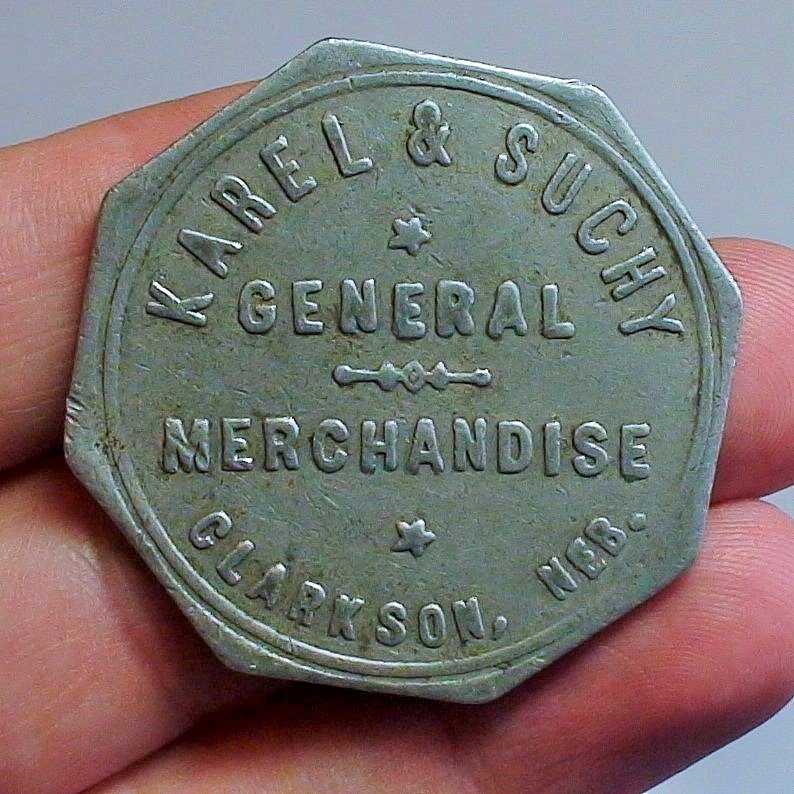 KAREL & SUCHY
GENERAL
MERCHANDISE
CLARKSON, NEB.